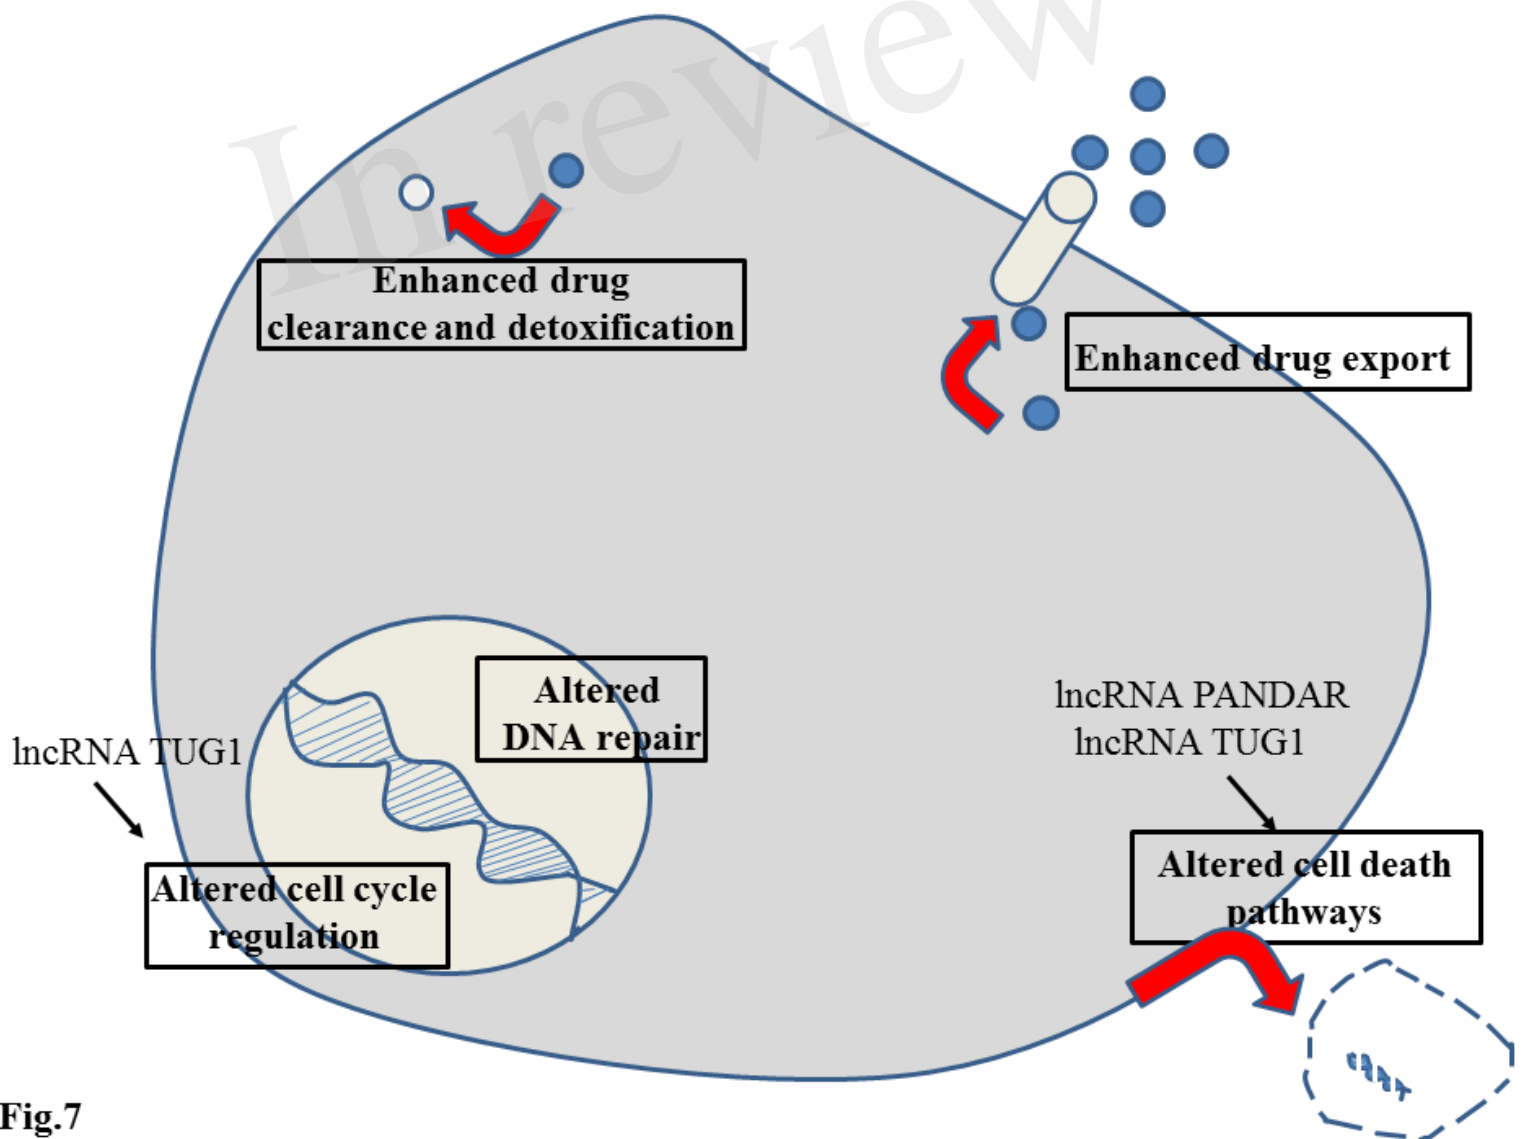 In review
Enhanced drug
clearance and detoxification
Enhanced drug export
Altered
DNA repair
lncRNA PANDAR
lncRNA TUG1
lncRNA TUG1
Altered cell cycle
regulation
Altered cell death
pathways
Fig.7